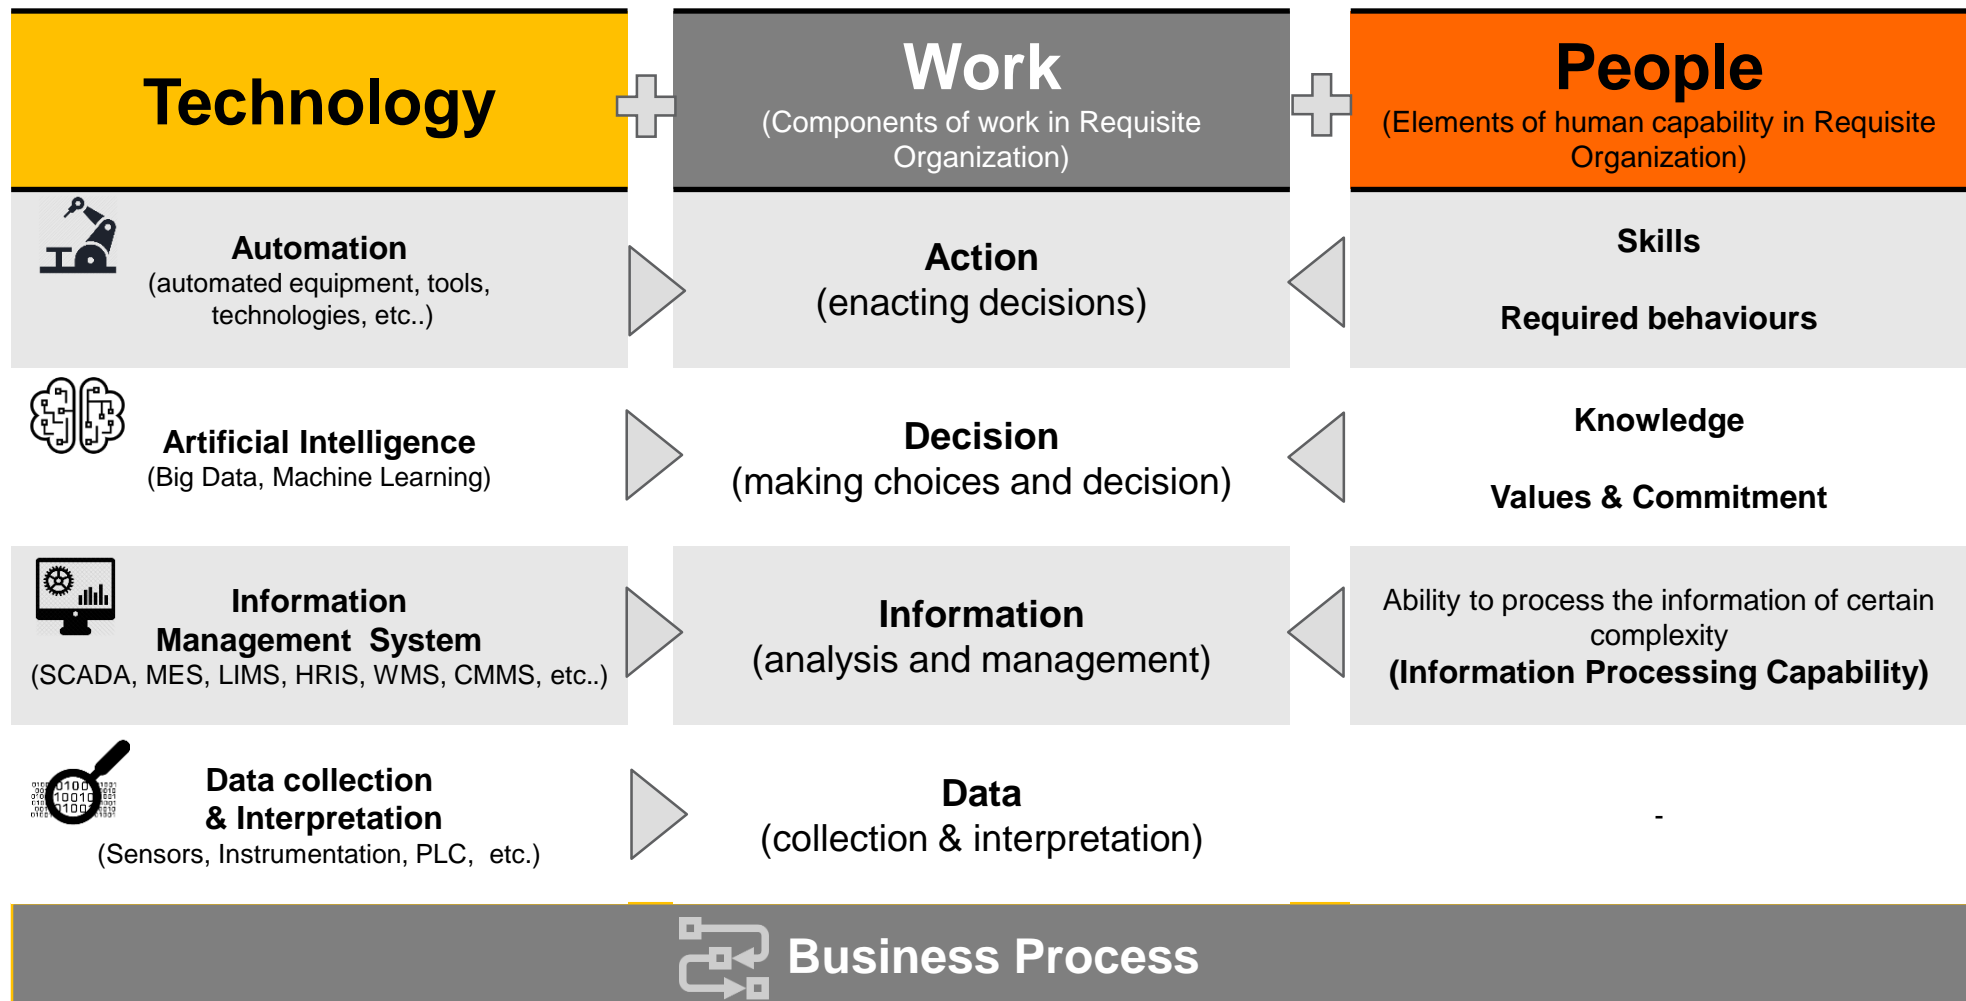 Technology
Work
(Components of work in Requisite
Organization)
People
(Elements of human capability in Requisite
Organization)
Automation
(automated equipment, tools,
technologies, etc..)
Action
(enacting decisions)
Skills
Required behaviours
Artificial Intelligence
(Big Data, Machine Learning)
Decision
(making choices and decision)
Knowledge
Values & Commitment
Information
Management System
(SCADA, MES, LIMS, HRIS, WMS, CMMS, etc..)
Information
(analysis and management)
Ability to process the information of certain
complexity
(Information Processing Capability)
Data collection
& Interpretation
(Sensors, Instrumentation, PLC, etc.)
Data
(collection & interpretation)
-
Business Process